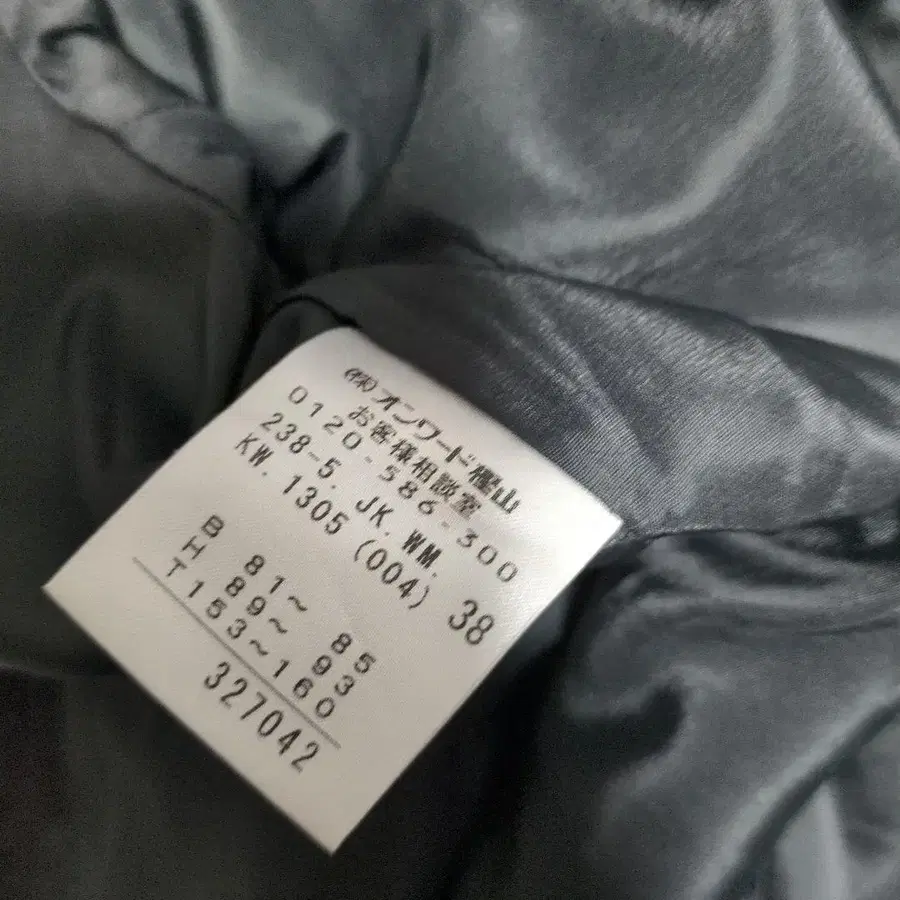 (株)オンワード樫山
お客様相談室
0120-586-300
238-5. JK.WM.
KW.1305 (004) 38
B 81～ 85
H 89～ 93
T 153～160
327042